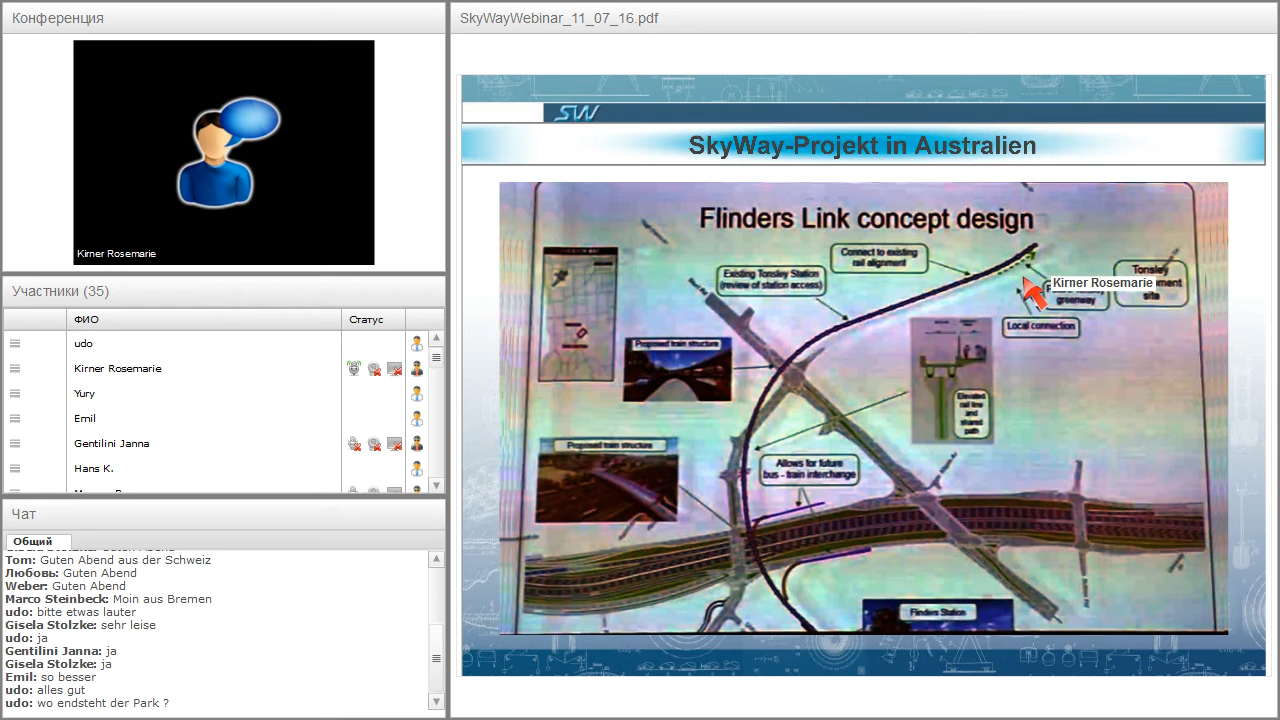 Конференция
Kirner Rosemarie
Участники (35)
ФИО
Статус
udo
Kirner Rosemarie
Yury
Emil
Gentilini Janna
Hans K.
Чат
Общий
Tom: Guten Abend aus der Schweiz
Любовь: Guten Abend
Weber: Guten Abend
Marco Steinbeck: Moin aus Bremen
udo: bitte etwas lauter
Gisela Stolzke: sehr leise
udo: ja
Gentilini Janna: ja
Gisela Stolzke: ja
Emil: so besser
udo: alles gut
udo: wo endsteht der Park ?
SkyWayWebinar_11_07_16.pdf
SW
SkyWay-Projekt in Australien
Flinders Link concept design
Connect to existing
rail alignment
Existing Tonsley Station
(review of station access)
Tonsley
site
Kirner Rosemarie
greenway
Local connection
Proposed train structure
Elevated
rail line
and
shared
path
Proposed train structure
Allows for future
bus - train interchange
Flinders Station